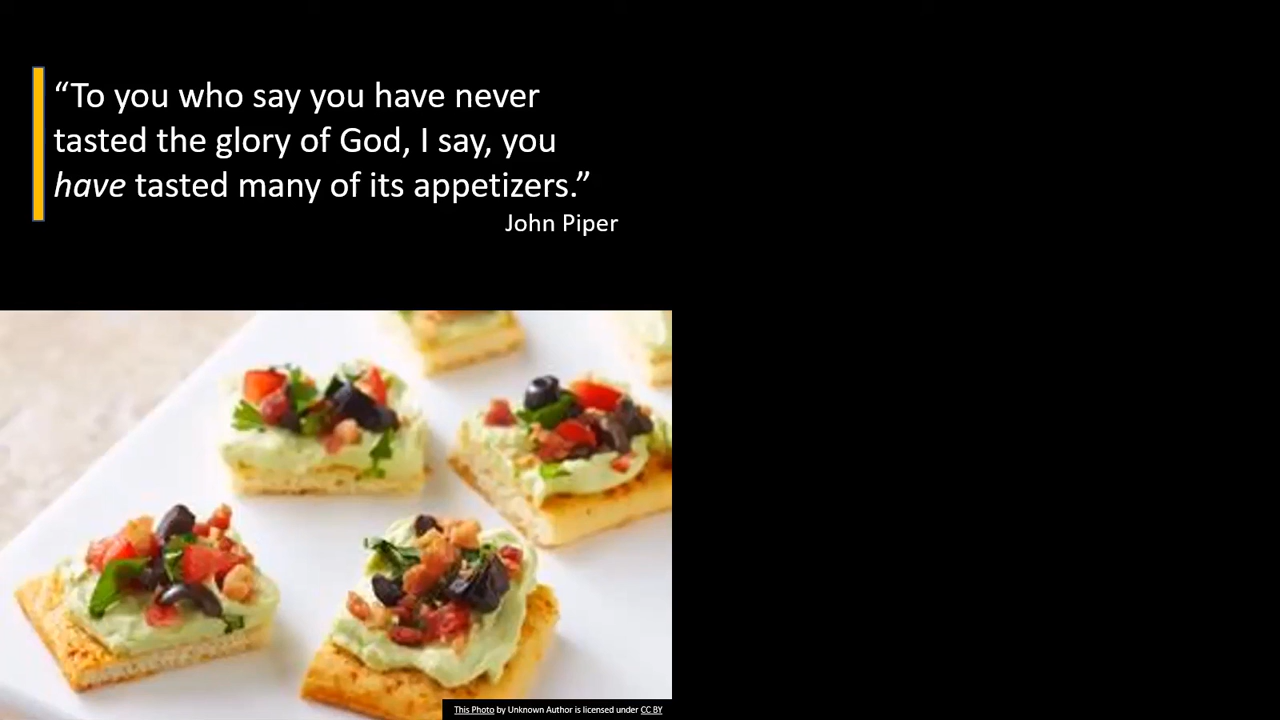 “To you who say you have never
tasted the glory of God, I say, you
have tasted many of its appetizers.”
John Piper
This Photo by Unknown Author is licensed under CC BY